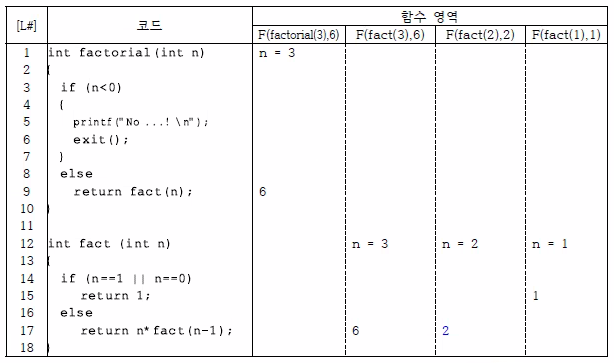 [L#] 코드 함수 영역
F(factorial(3),6) F(fact(3),6) F(fact(2),2) F(fact(1),1)
1 int factorial(int n) n = 3
2 {
3 if (n<0)
4 {
5 printf("No ...! \n");
6 exit();
7 }
8 else
9 return fact(n); 6
10 }
11
12 int fact (int n) n = 3 n = 2 n = 1
13 {
14 if (n==1 || n==0)
15 return 1; 1
16 else
17 return n*fact(n-1); 6 2
18 }